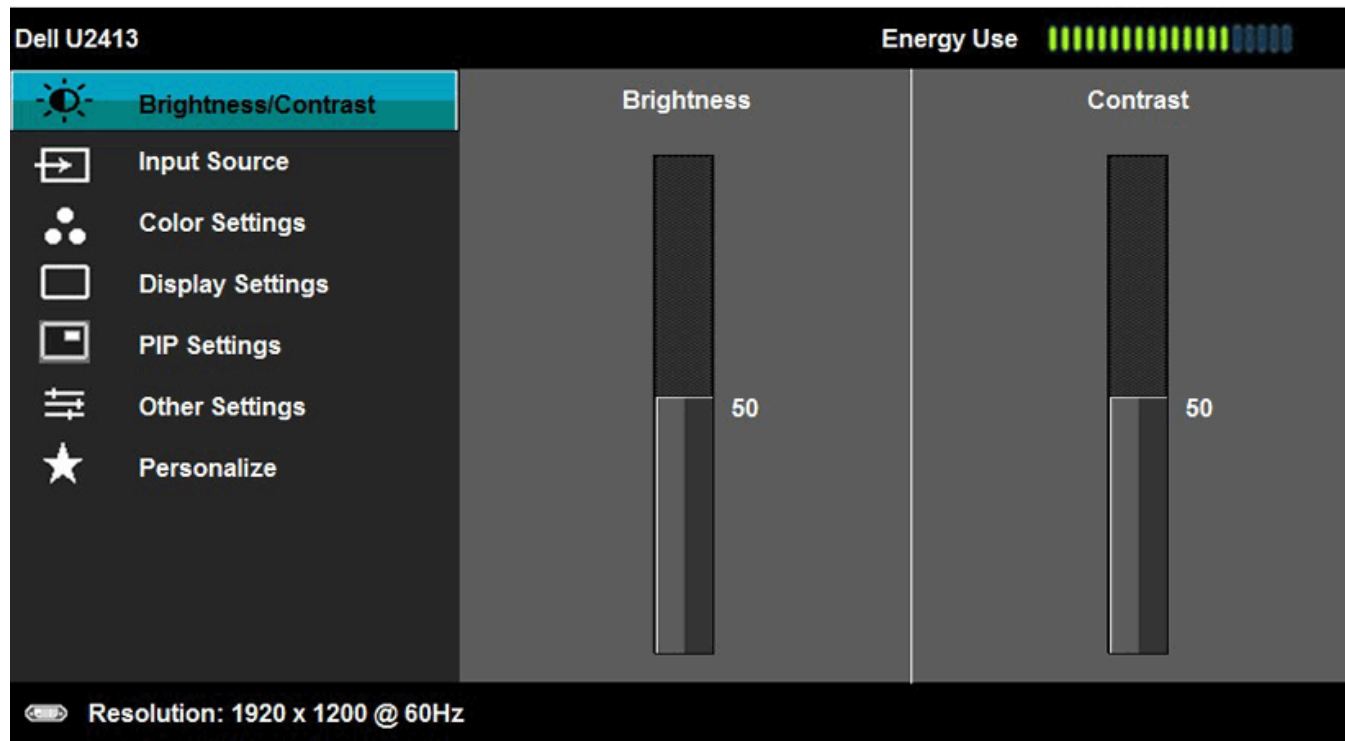 Dell U2413
Energy Use
Brightness/Contrast
Input Source
Color Settings
Display Settings
PIP Settings
Other Settings
Personalize
Brightness
50
Contrast
50
Resolution: 1920 x 1200 @ 60Hz